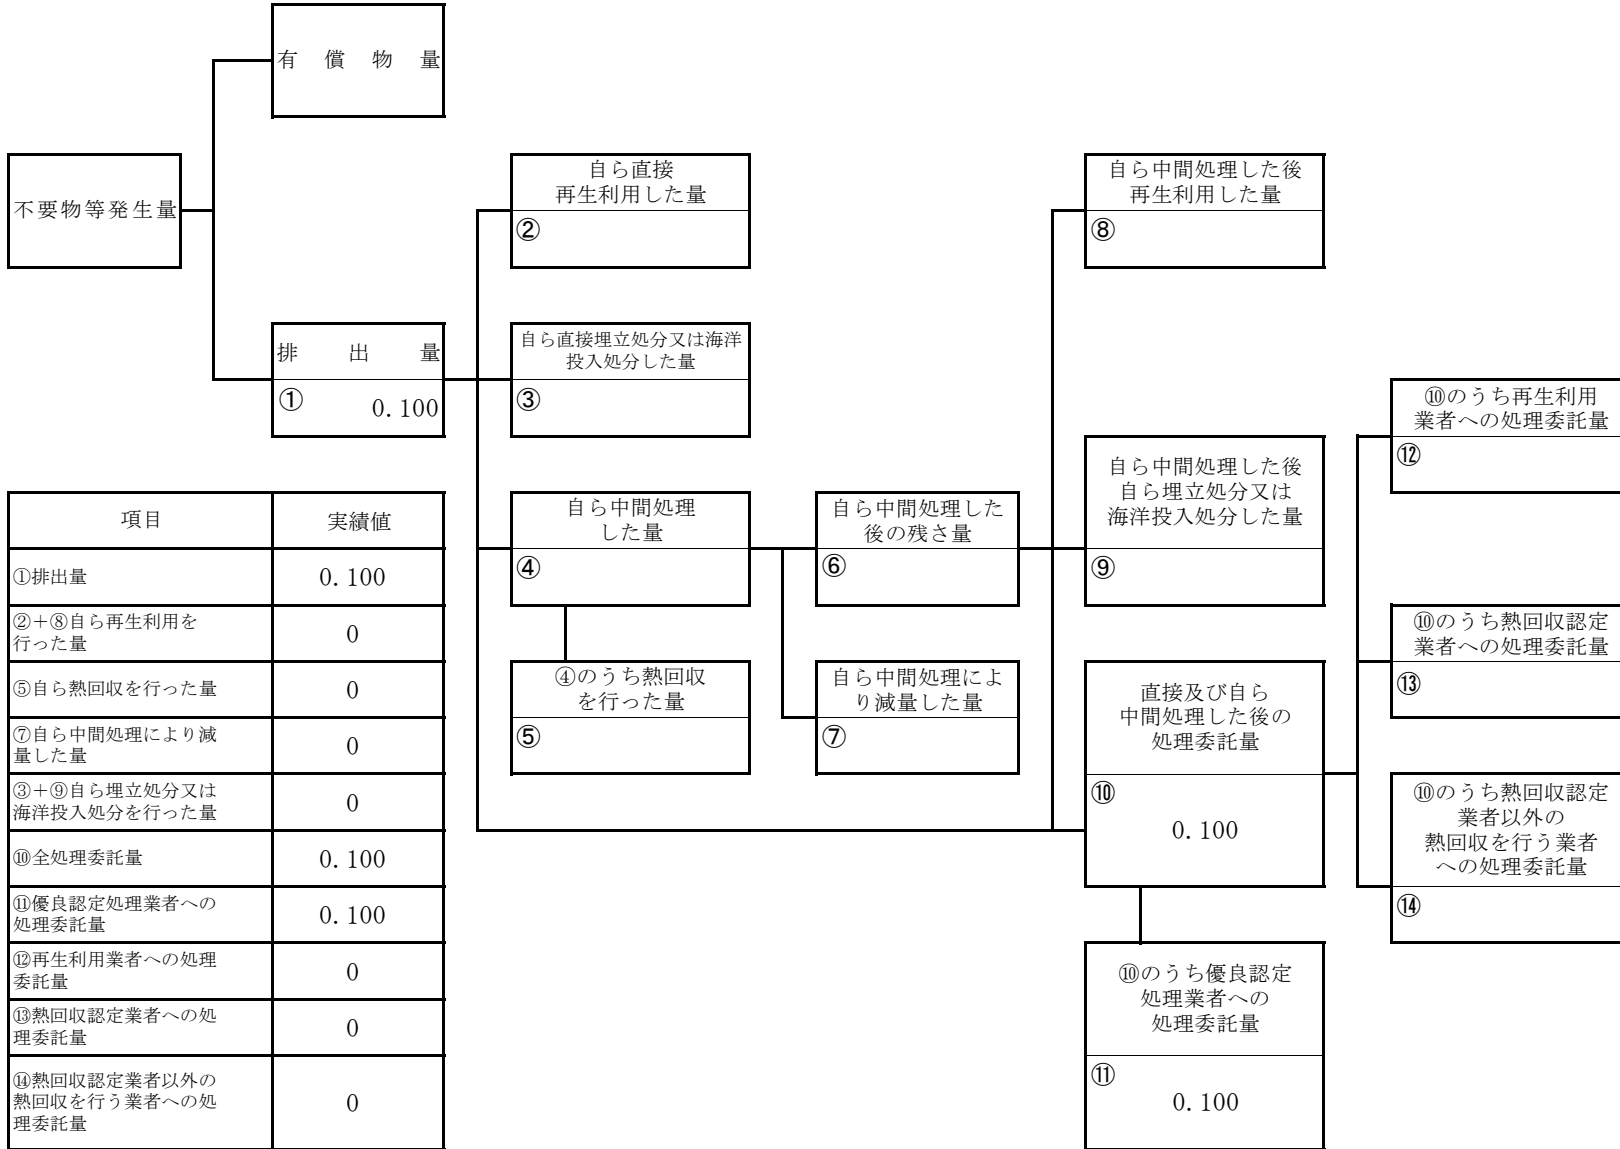 有償物量
不要物等発生量
排出量
①
0.100
自ら直接
再生利用した量
②
自ら直接埋立処分又は海洋
投入処分した量
③
自ら中間処理
した量
④
④のうち熱回収
を行った量
⑤
自ら中間処理した
後の残さ量
⑥
自ら中間処理によ
り減量した量
⑦
自ら中間処理した後
再生利用した量
⑧
自ら中間処理した後
自ら埋立処分又は
海洋投入処分した量
⑨
直接及び自ら
中間処理した後の
処理委託量
⑩
0.100
⑩のうち優良認定
処理業者への
処理委託量
⑪
0.100
⑩のうち再生利用
業者への処理委託量
⑫
⑩のうち熱回収認定
業者への処理委託量
⑬
⑩のうち熱回収認定
業者以外の
熱回収を行う業者
への処理委託量
⑭
項目 実績値
①排出量 0.100
②+⑧自ら再生利用を
行った量 0
⑤自ら熱回収を行った量 0
⑦自ら中間処理により減
量した量 0
③+⑨自ら埋立処分又は
海洋投入処分を行った量 0
⑩全処理委託量 0.100
⑪優良認定処理業者への
処理委託量 0.100
⑫再生利用業者への処理
委託量 0
⑬熱回収認定業者への処
理委託量 0
⑭熱回収認定業者以外の
熱回収を行う業者への処
理委託量 0